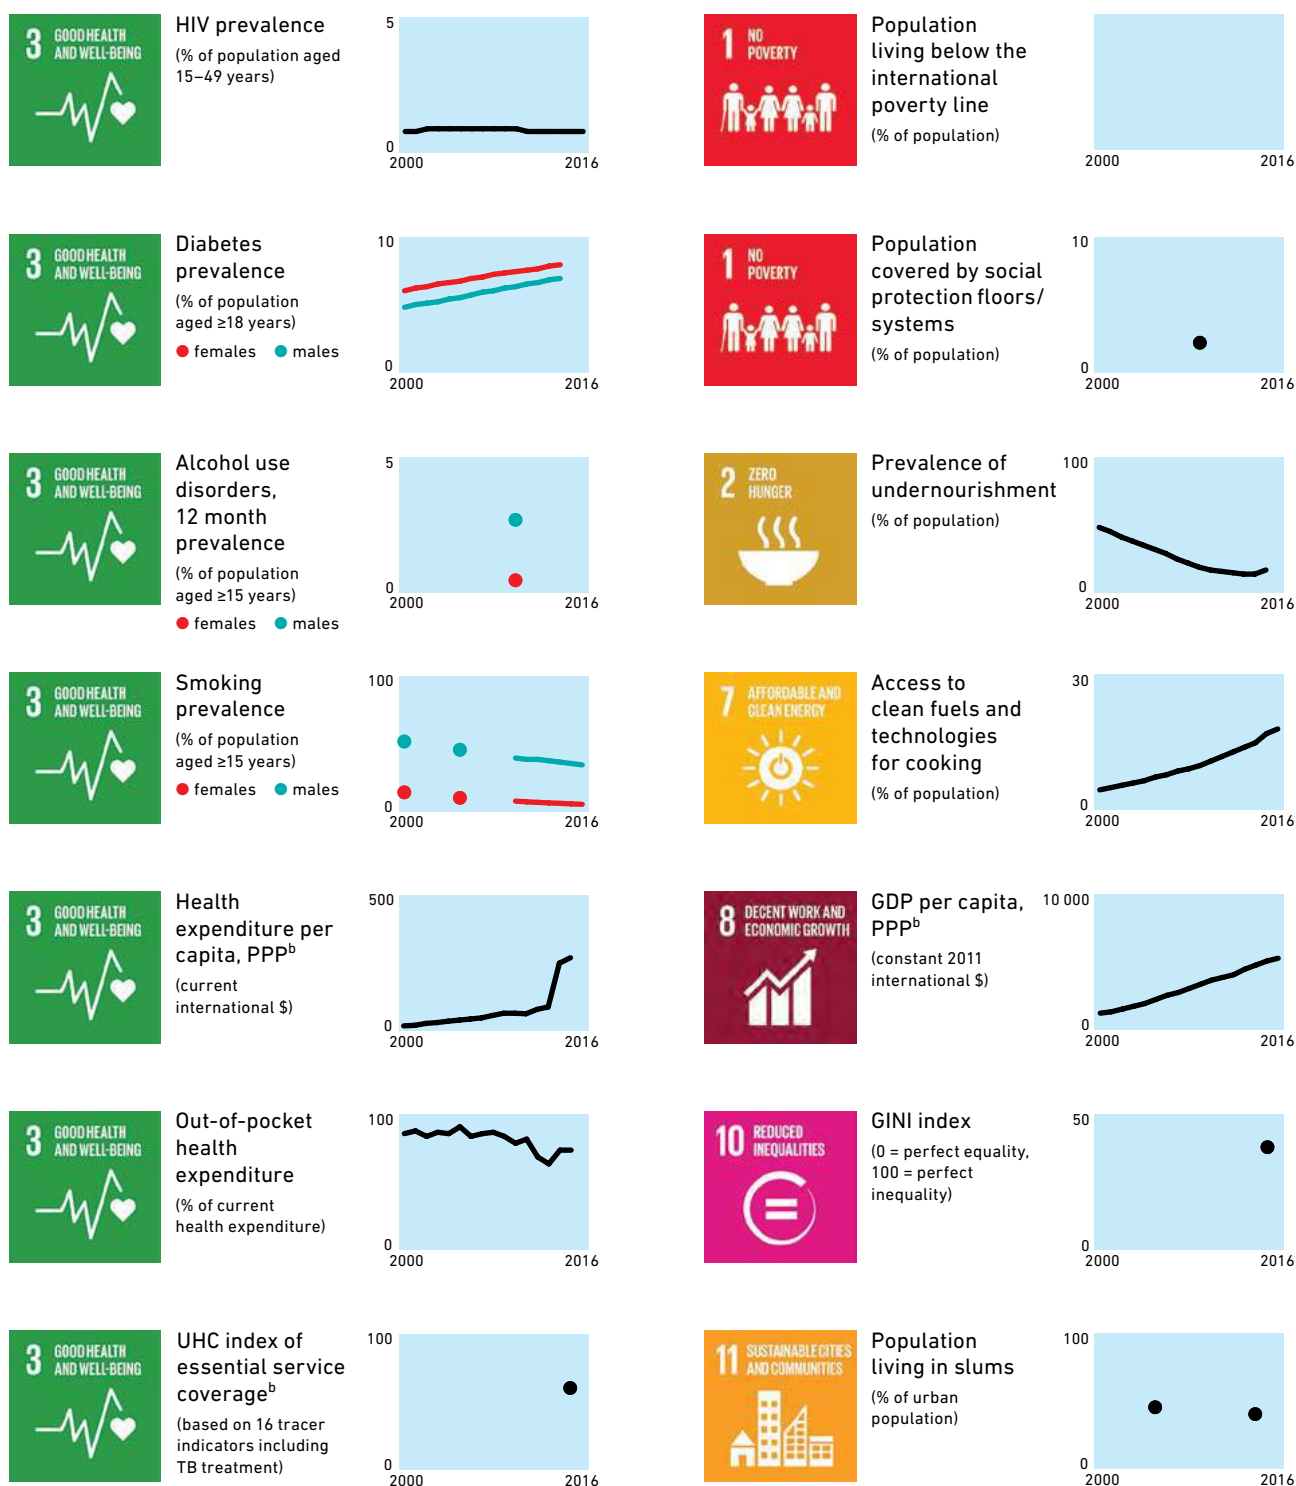 3 GOOD HEALTH
AND WELL-BEING
HIV prevalence
(% of population aged
15–49 years)
5
0
2000 2016
1 NO
POVERTY
Population
living below the
international
poverty line
(% of population)
2000 2016
3 GOOD HEALTH
AND WELL-BEING
Diabetes
prevalence
(% of population
aged ≥18 years)
females males
10
0
2000 2016
1 NO
POVERTY
Population
covered by social
protection floors/
systems
(% of population)
10
0
2000 2016
3 GOOD HEALTH
AND WELL-BEING
Alcohol use
disorders,
12 month
prevalence
(% of population
aged ≥15 years)
females males
5
0
2000 2016
2 ZERO
HUNGER
Prevalence of
undernourishment
(% of population)
100
0
2000 2016
3 GOOD HEALTH
AND WELL-BEING
Smoking
prevalence
(% of population
aged ≥15 years)
females males
100
0
2000 2016
7 AFFORDABLE AND
CLEAN ENERGY
Access to
clean fuels and
technologies
for cooking
(% of population)
30
0
2000 2016
3 GOOD HEALTH
AND WELL-BEING
Health
expenditure per
capita, PPPᵇ
(current
international $)
500
0
2000 2016
8 DECENT WORK AND
ECONOMIC GROWTH
GDP per capita,
PPPᵇ
(constant 2011
international $)
10 000
0
2000 2016
3 GOOD HEALTH
AND WELL-BEING
Out-of-pocket
health
expenditure
(% of current
health expenditure)
100
0
2000 2016
10 REDUCED
INEQUALITIES
GINI index
(0 = perfect equality,
100 = perfect
inequality)
50
0
2000 2016
3 GOOD HEALTH
AND WELL-BEING
UHC index of
essential service
coverageᵇ
(based on 16 tracer
indicators including
TB treatment)
100
0
2000 2016
11 SUSTAINABLE CITIES
AND COMMUNITIES
Population
living in slums
(% of urban
population)
100
0
2000 2016